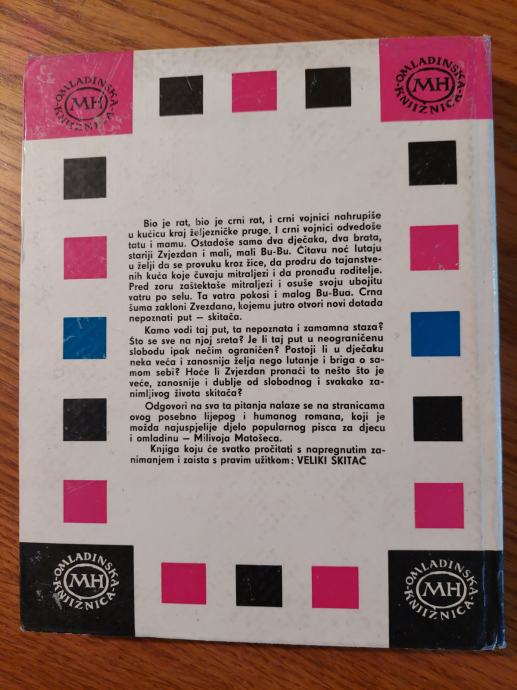 OMLADINSKA
MH
KNJIŽNICA
OMLADINSKA
MH
KNJIŽNICA
Bio je rat, bio je crni rat, i crni vojnici nahrupiše
u kućicu kraj željezničke pruge. I crni vojnici odvedoše
tatu i mamu. Ostadoše samo dva dječaka, dva brata,
stariji Zvjezdan i mali, mali Bu-Bu. Čitavu noć lutaju
u želji da se provuku kroz žice, da prodru do tajanstve-
nih kuća koje čuvaju mitraljezi i da pronađu roditelje.
Pred zoru zaštektaše mitraljezi i osuše svoju ubojitu
vatru po selu. Ta vatra pokosi i malog Bu-Bua. Crna
šuma zakloni Zvezdana, kojemu jutro otvori novi dotada
nepoznati put — skitača.
Kamo vodi taj put, ta nepoznata i zamamna staza?
Što se sve na njoj sreta? Je li taj put u neograničenu
slobodu ipak nečim ograničen? Postoji li u dječaku
neka veća i zanosnija želja nego lutanje i briga o sa-
mom sebi? Hoće li Zvjezdan pronaći to nešto što je
veće, zanosnije i dublje od slobodnog i svakako za-
nimljivog života skitača?
Odgovori na sva ta pitanja nalaze se na stranicama
ovog posebno lijepog i humanog romana, koji je
možda najuspjelije djelo popularnog pisca za djecu
i omladinu — Milivoja Matošeca.
Knjiga koju će svatko pročitati s napregnutim za-
nimanjem i zaista s pravim užitkom: VELIKI SKITAČ
OMLADINSKA
MH
KNJIŽNICA
OMLADINSKA
MH
KNJIŽNICA